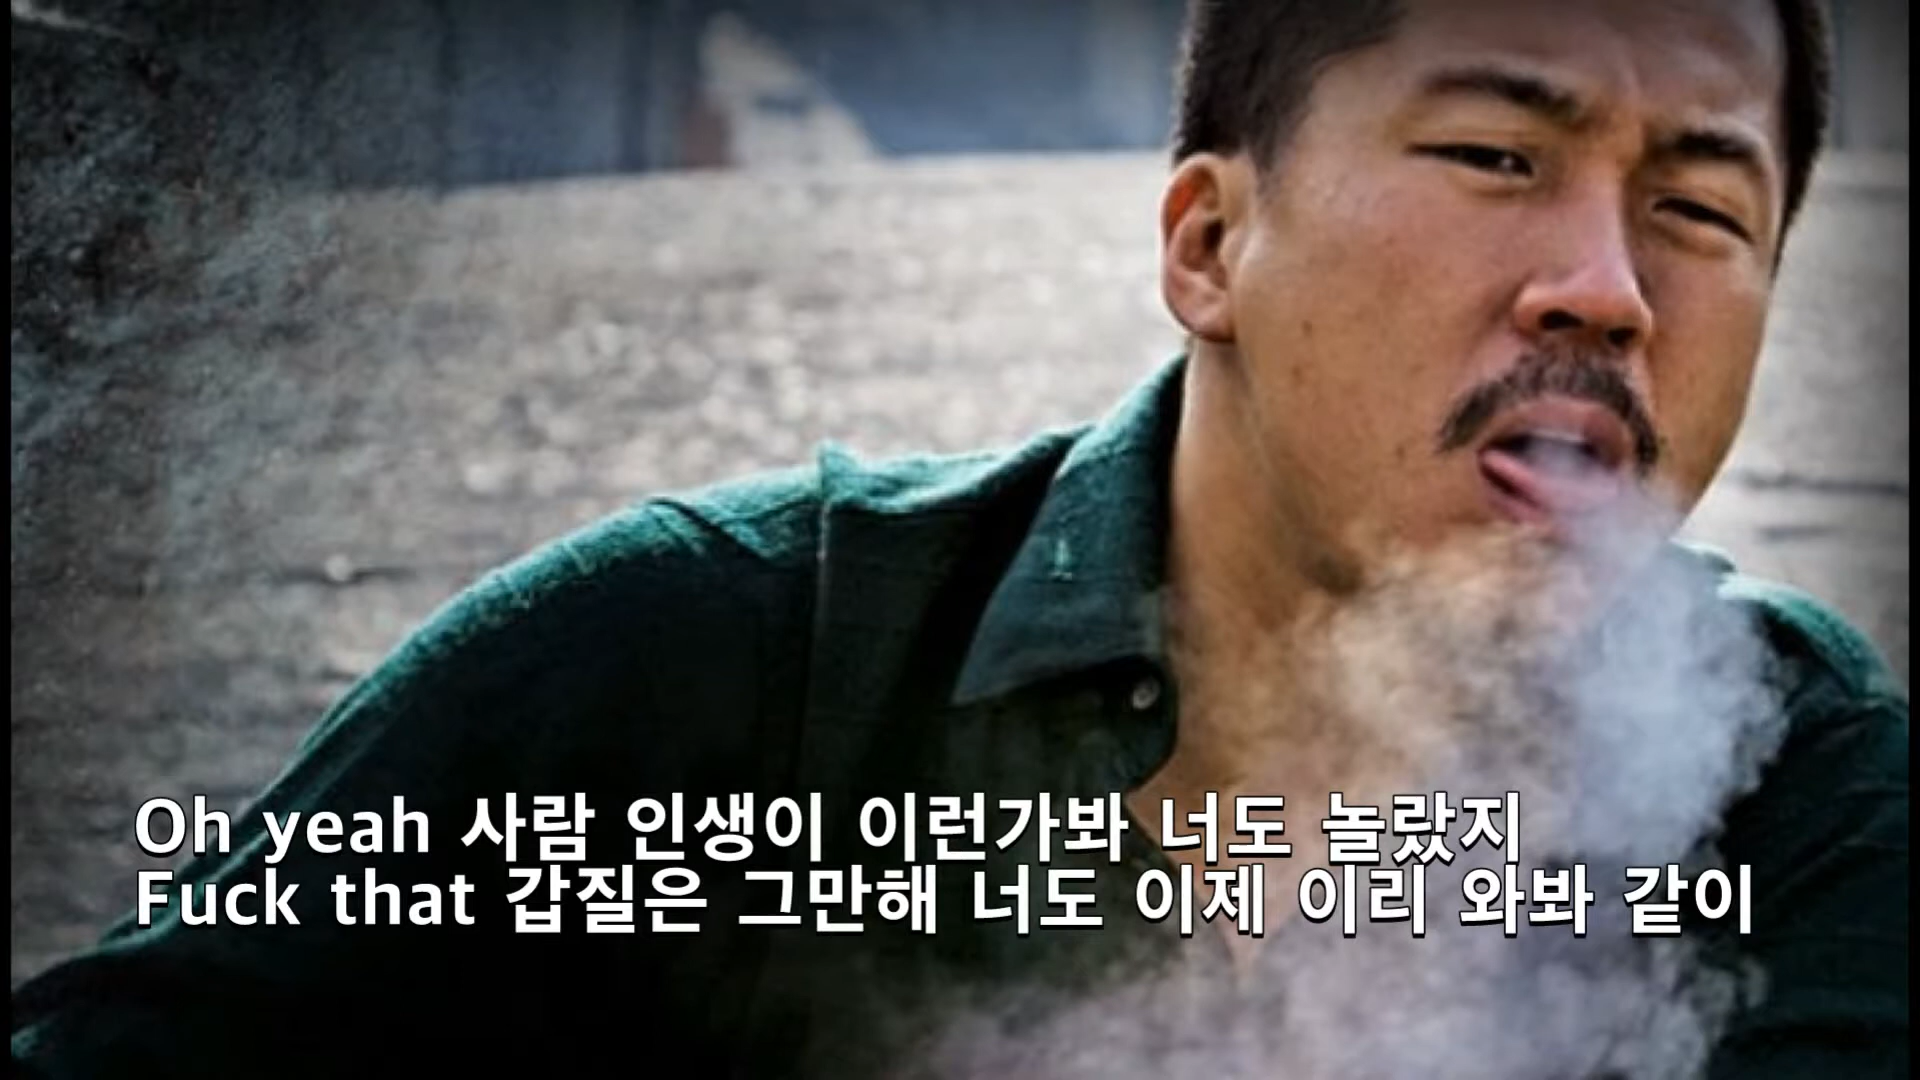 Oh yeah 사람 인생이 이런가봐 너도 놀랐지
Fuck that 갑질은 그만해 너도 이제 이리 와봐 같이